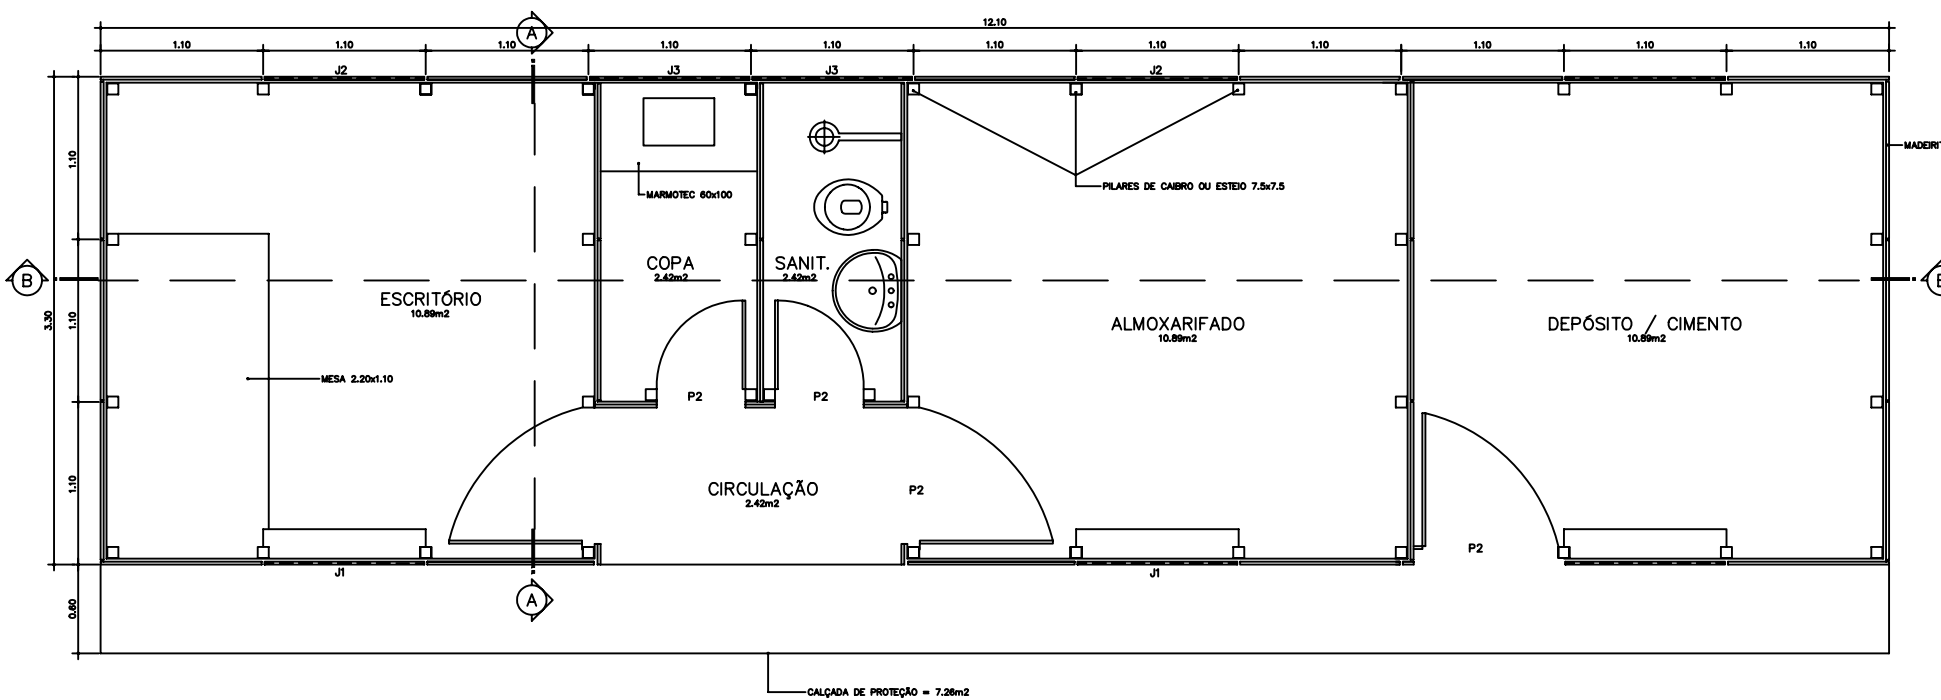 12.10
A
1.10 1.10 1.10 1.10 1.10 1.10 1.10 1.10 1.10 1.10 1.10
J2 J3 J3 J2
1.10
MADEIRIT
PILARES DE CAIBRO OU ESTEIO 7.5x7.5
MARMOTEC 60x100
COPA
2.42m2
SANIT.
2.42m2
B
ESCRITÓRIO
10.89m2
3.30
1.10
ALMOXARIFADO
10.89m2
DEPÓSITO / CIMENTO
10.89m2
MESA 2.20x1.10
P2 P2
1.10
CIRCULAÇÃO
2.42m2
P2
P2
J1 J1
A
0.60
CALÇADA DE PROTEÇÃO = 7.26m2